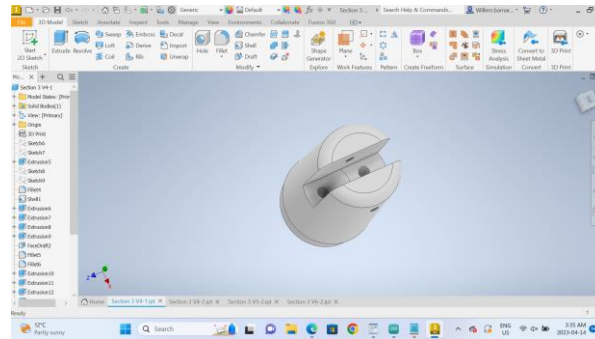 Generic
Section 3 ...
Search Help & Commands...
Willem.barnar...
File 3D Model Sketch Annotate Inspect Tools Manage View Environments Collaborate Fusion 360
Start
2D Sketch
Extrude Revolve
Sweep Emboss Decal
Loft Derive Import
Coil Rib Unwrap
Hole Fillet
Chamfer
Shell
Draft
Shape
Generator
Plane
Box
Stress
Analysis
Convert to
Sheet Metal
3D Print
Sketch Create Modify Explore Work Features Pattern Create Freeform Surface Simulation Convert 3D Print
Section 3 V4-1
Model States: [Prim
Solid Bodies(1)
View: [Primary]
Origin
3D Print
Sketch6
Sketch7
Extrusion5
Sketch8
Sketch9
Fillet4
Shell1
Extrusion6
Extrusion7
Extrusion8
Extrusion9
FaceDraft2
Fillet5
Fillet6
Extrusion10
Extrusion11
Extrusion12
Z
Home Section 3 V4-1.ipt Section 3 V4-2.ipt Section 3 V5-2.ipt Section 3 V6-2.ipt
Ready
1
12°C
Partly sunny
Search
ENG
US
3:35 AM
2023-04-14